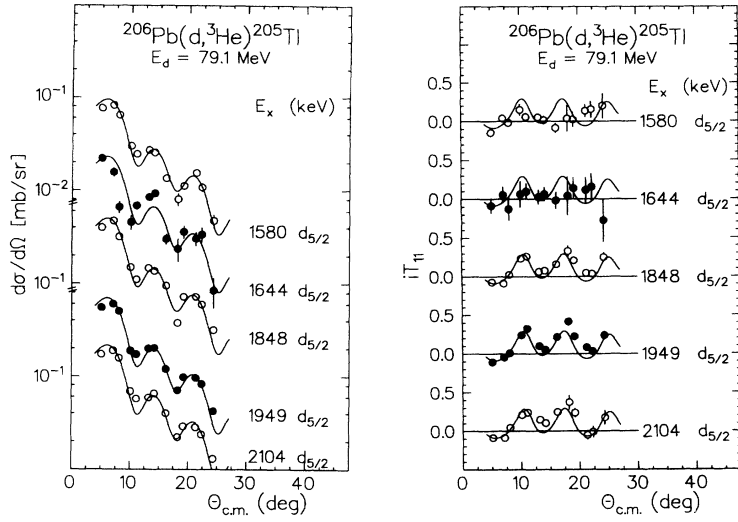 ²⁰⁶Pb(d,³He)²⁰⁵Tl
E_d = 79.1 MeV
E_x (keV)
10⁻¹
10⁻²
10⁻¹
10⁻¹
dσ/dΩ [mb/sr]
1580 d₅/₂
1644 d₅/₂
1848 d₅/₂
1949 d₅/₂
2104 d₅/₂
0 10 20 30 40
Θ_c.m. (deg)
²⁰⁶Pb(d,³He)²⁰⁵Tl
E_d = 79.1 MeV
E_x (keV)
0.5
0.0 1580 d₅/₂
0.5
0.0 1644 d₅/₂
0.5
0.0 1848 d₅/₂
0.5
0.0 1949 d₅/₂
0.5
0.0 2104 d₅/₂
iT₁₁
0 10 20 30 40
Θ_c.m. (deg)